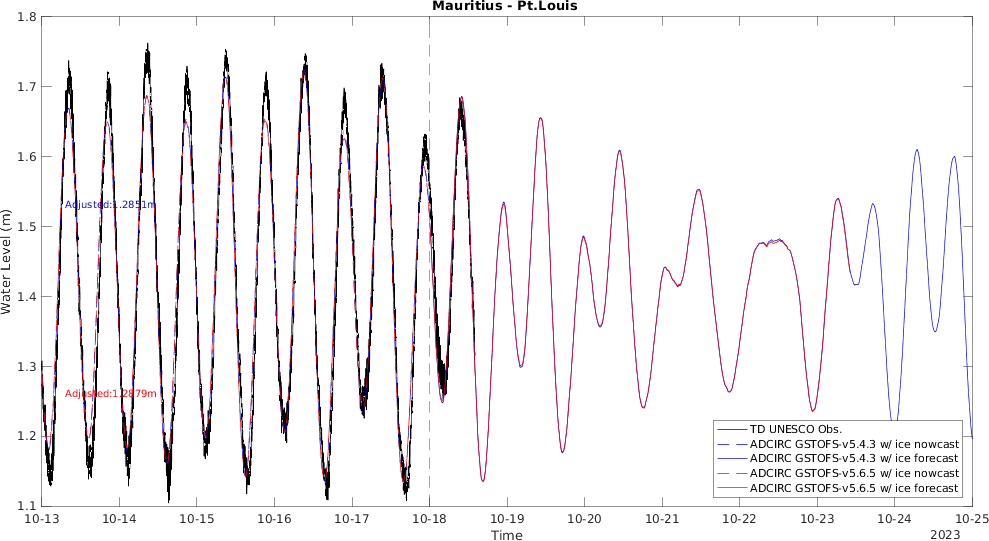 Mauritius - Pt.Louis
1.8
1.7
1.6
1.5
1.4
1.3
1.2
1.1
Water Level (m)
Adjusted:1.2851m
Adjusted:1.2879m
TD UNESCO Obs.
ADCIRC GSTOFS-v5.4.3 w/ ice nowcast
ADCIRC GSTOFS-v5.4.3 w/ ice forecast
ADCIRC GSTOFS-v5.6.5 w/ ice nowcast
ADCIRC GSTOFS-v5.6.5 w/ ice forecast
10-13 10-14 10-15 10-16 10-17 10-18 10-19 10-20 10-21 10-22 10-23 10-24 10-25
Time
2023